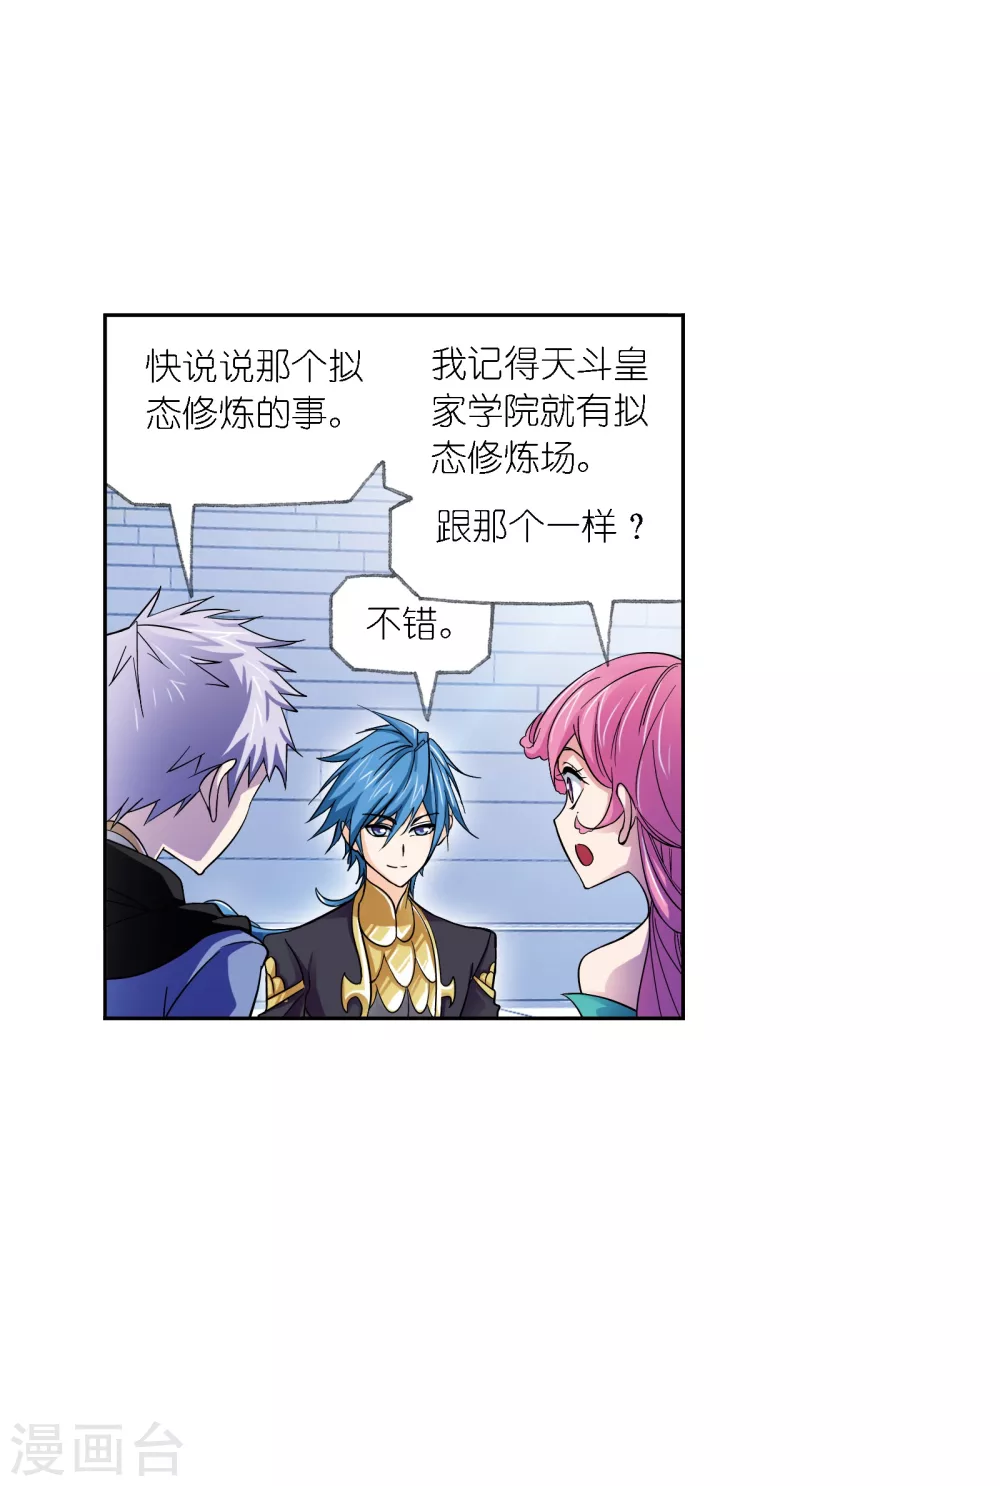 快说说那个拟
态修炼的事。
我记得天斗皇
家学院就有拟
态修炼场。
跟那个一样？
不错。
漫画台